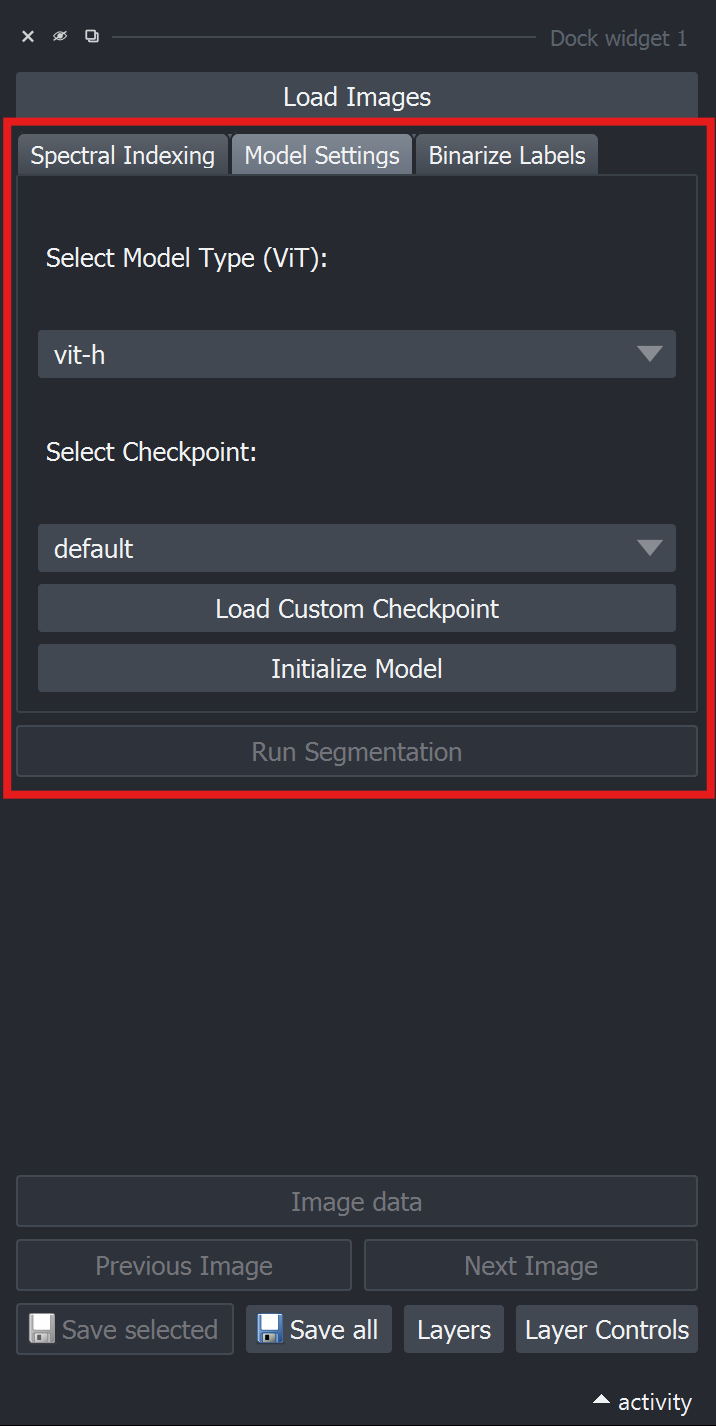 Dock widget 1
Load Images
Spectral Indexing Model Settings Binarize Labels
Select Model Type (ViT):
vit-h
Select Checkpoint:
default
Load Custom Checkpoint
Initialize Model
Run Segmentation
Image data
Previous Image Next Image
Save selected Save all Layers Layer Controls
activity